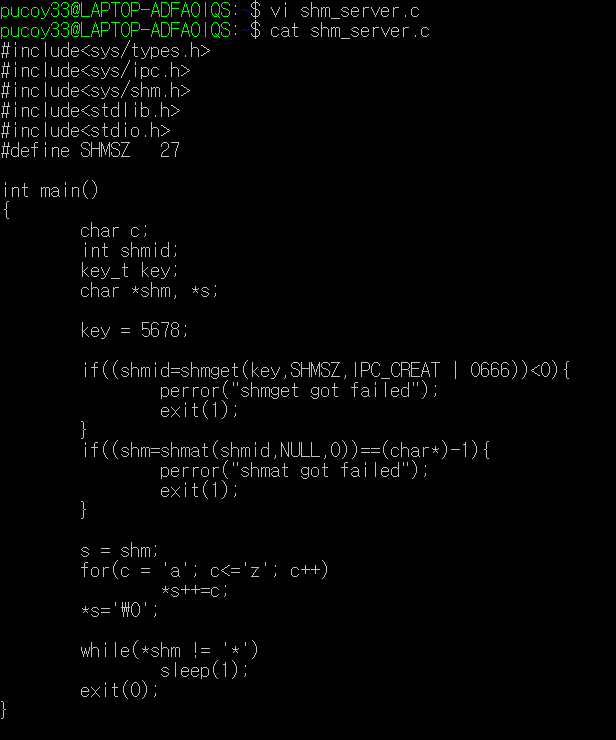 pucoy33@LAPTOP-ADFA0IQS:~$ vi shm_server.c
pucoy33@LAPTOP-ADFA0IQS:~$ cat shm_server.c
#include<sys/types.h>
#include<sys/ipc.h>
#include<sys/shm.h>
#include<stdlib.h>
#include<stdio.h>
#define SHMSZ   27

int main()
{
        char c;
        int shmid;
        key_t key;
        char *shm, *s;

        key = 5678;

        if((shmid=shmget(key,SHMSZ,IPC_CREAT | 0666))<0){
                perror("shmget got failed");
                exit(1);
        }
        if((shm=shmat(shmid,NULL,0))==(char*)-1){
                perror("shmat got failed");
                exit(1);
        }

        s = shm;
        for(c = 'a'; c<='z'; c++)
                *s++=c;
        *s='₩0';

        while(*shm != '*')
                sleep(1);
        exit(0);
}